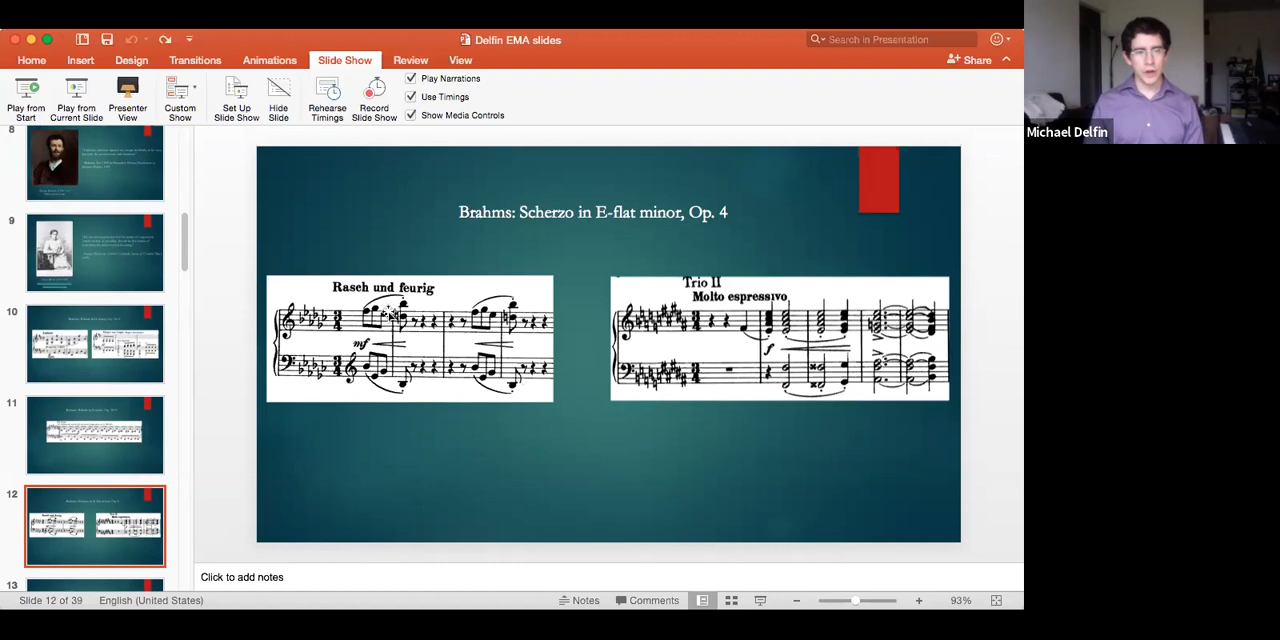 Delfin EMA slides
Search in Presentation
Home Insert Design Transitions Animations Slide Show Review View Share
Play from Start
Play from Current Slide
Presenter View
Custom Show
Set Up Slide Show
Hide Slide
Rehearse Timings
Record Slide Show
Play Narrations
Use Timings
Show Media Controls
8
9
10
11
12
13
Brahms: Scherzo in E-flat minor, Op. 4
Rasch und feurig
mf
Trio II
Molto espressivo
f
Click to add notes
Slide 12 of 39 English (United States) Notes Comments 93%
Michael Delfin